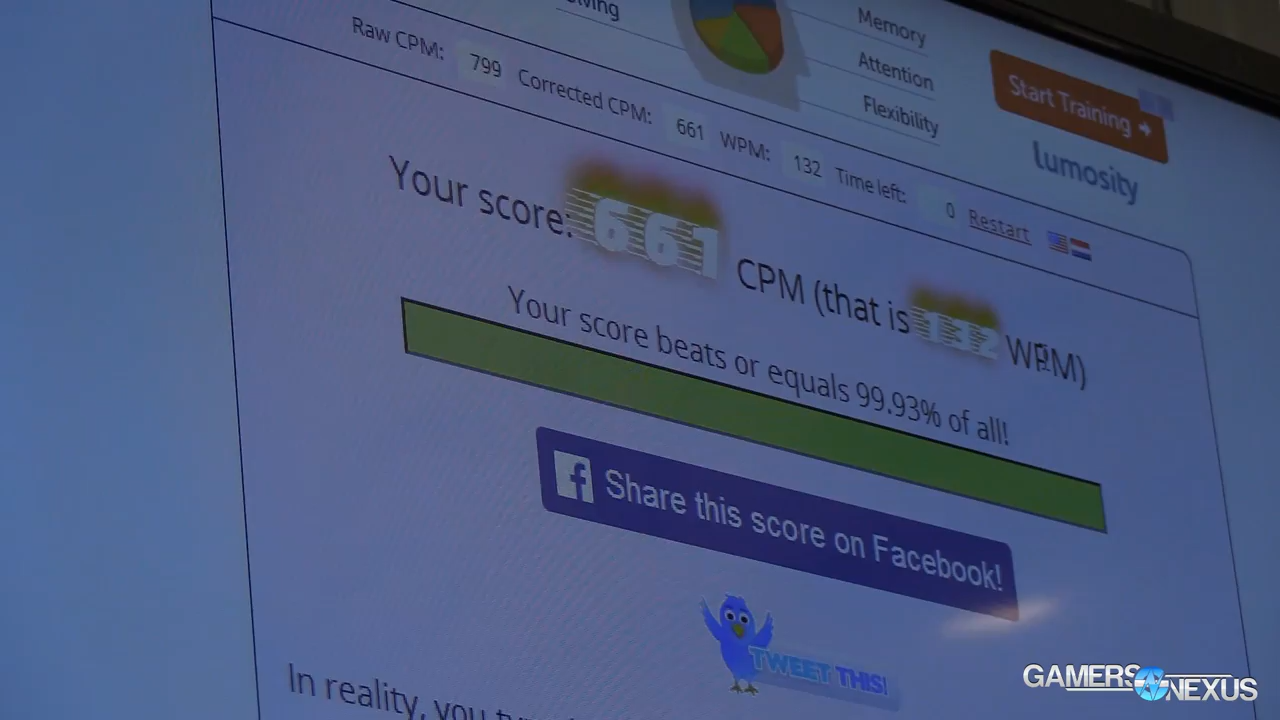 Memory
Attention
Flexibility
Start Training
lumosity
Raw CPM: 799 Corrected CPM: 661 WPM: 132 Time left: 0 Restart
Your score: 661 CPM (that is 132 WPM)
Your score beats or equals 99.93% of all!
Share this score on Facebook!
TWEET THIS!
In reality, you
GAMERS NEXUS